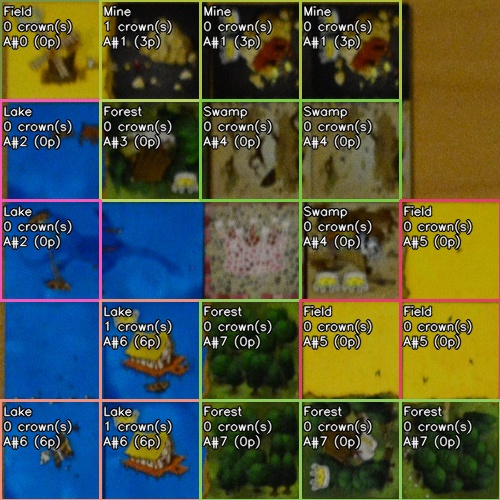 Field
0 crown(s)
A#0 (0p)
Mine
1 crown(s)
A#1 (3p)
Mine
0 crown(s)
A#1 (3p)
Mine
0 crown(s)
A#1 (3p)
Lake
0 crown(s)
A#2 (0p)
Forest
0 crown(s)
A#3 (0p)
Swamp
0 crown(s)
A#4 (0p)
Swamp
0 crown(s)
A#4 (0p)
Lake
0 crown(s)
A#2 (0p)
Swamp
0 crown(s)
A#4 (0p)
Field
0 crown(s)
A#5 (0p)
Lake
1 crown(s)
A#6 (6p)
Forest
0 crown(s)
A#7 (0p)
Field
0 crown(s)
A#5 (0p)
Field
0 crown(s)
A#5 (0p)
Lake
0 crown(s)
A#6 (6p)
Lake
1 crown(s)
A#6 (6p)
Forest
0 crown(s)
A#7 (0p)
Forest
0 crown(s)
A#7 (0p)
Forest
0 crown(s)
A#7 (0p)